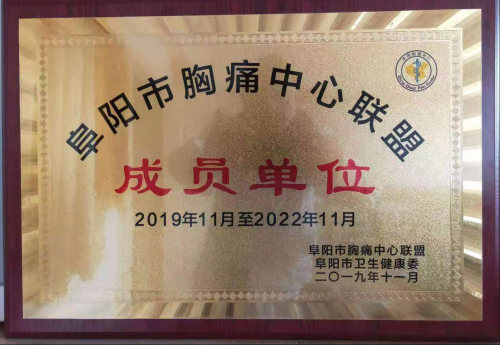 阜阳市胸痛中心联盟
成员单位
2019年11月至2022年11月
阜阳市胸痛中心联盟
阜阳市卫生健康委
二〇一九年十一月